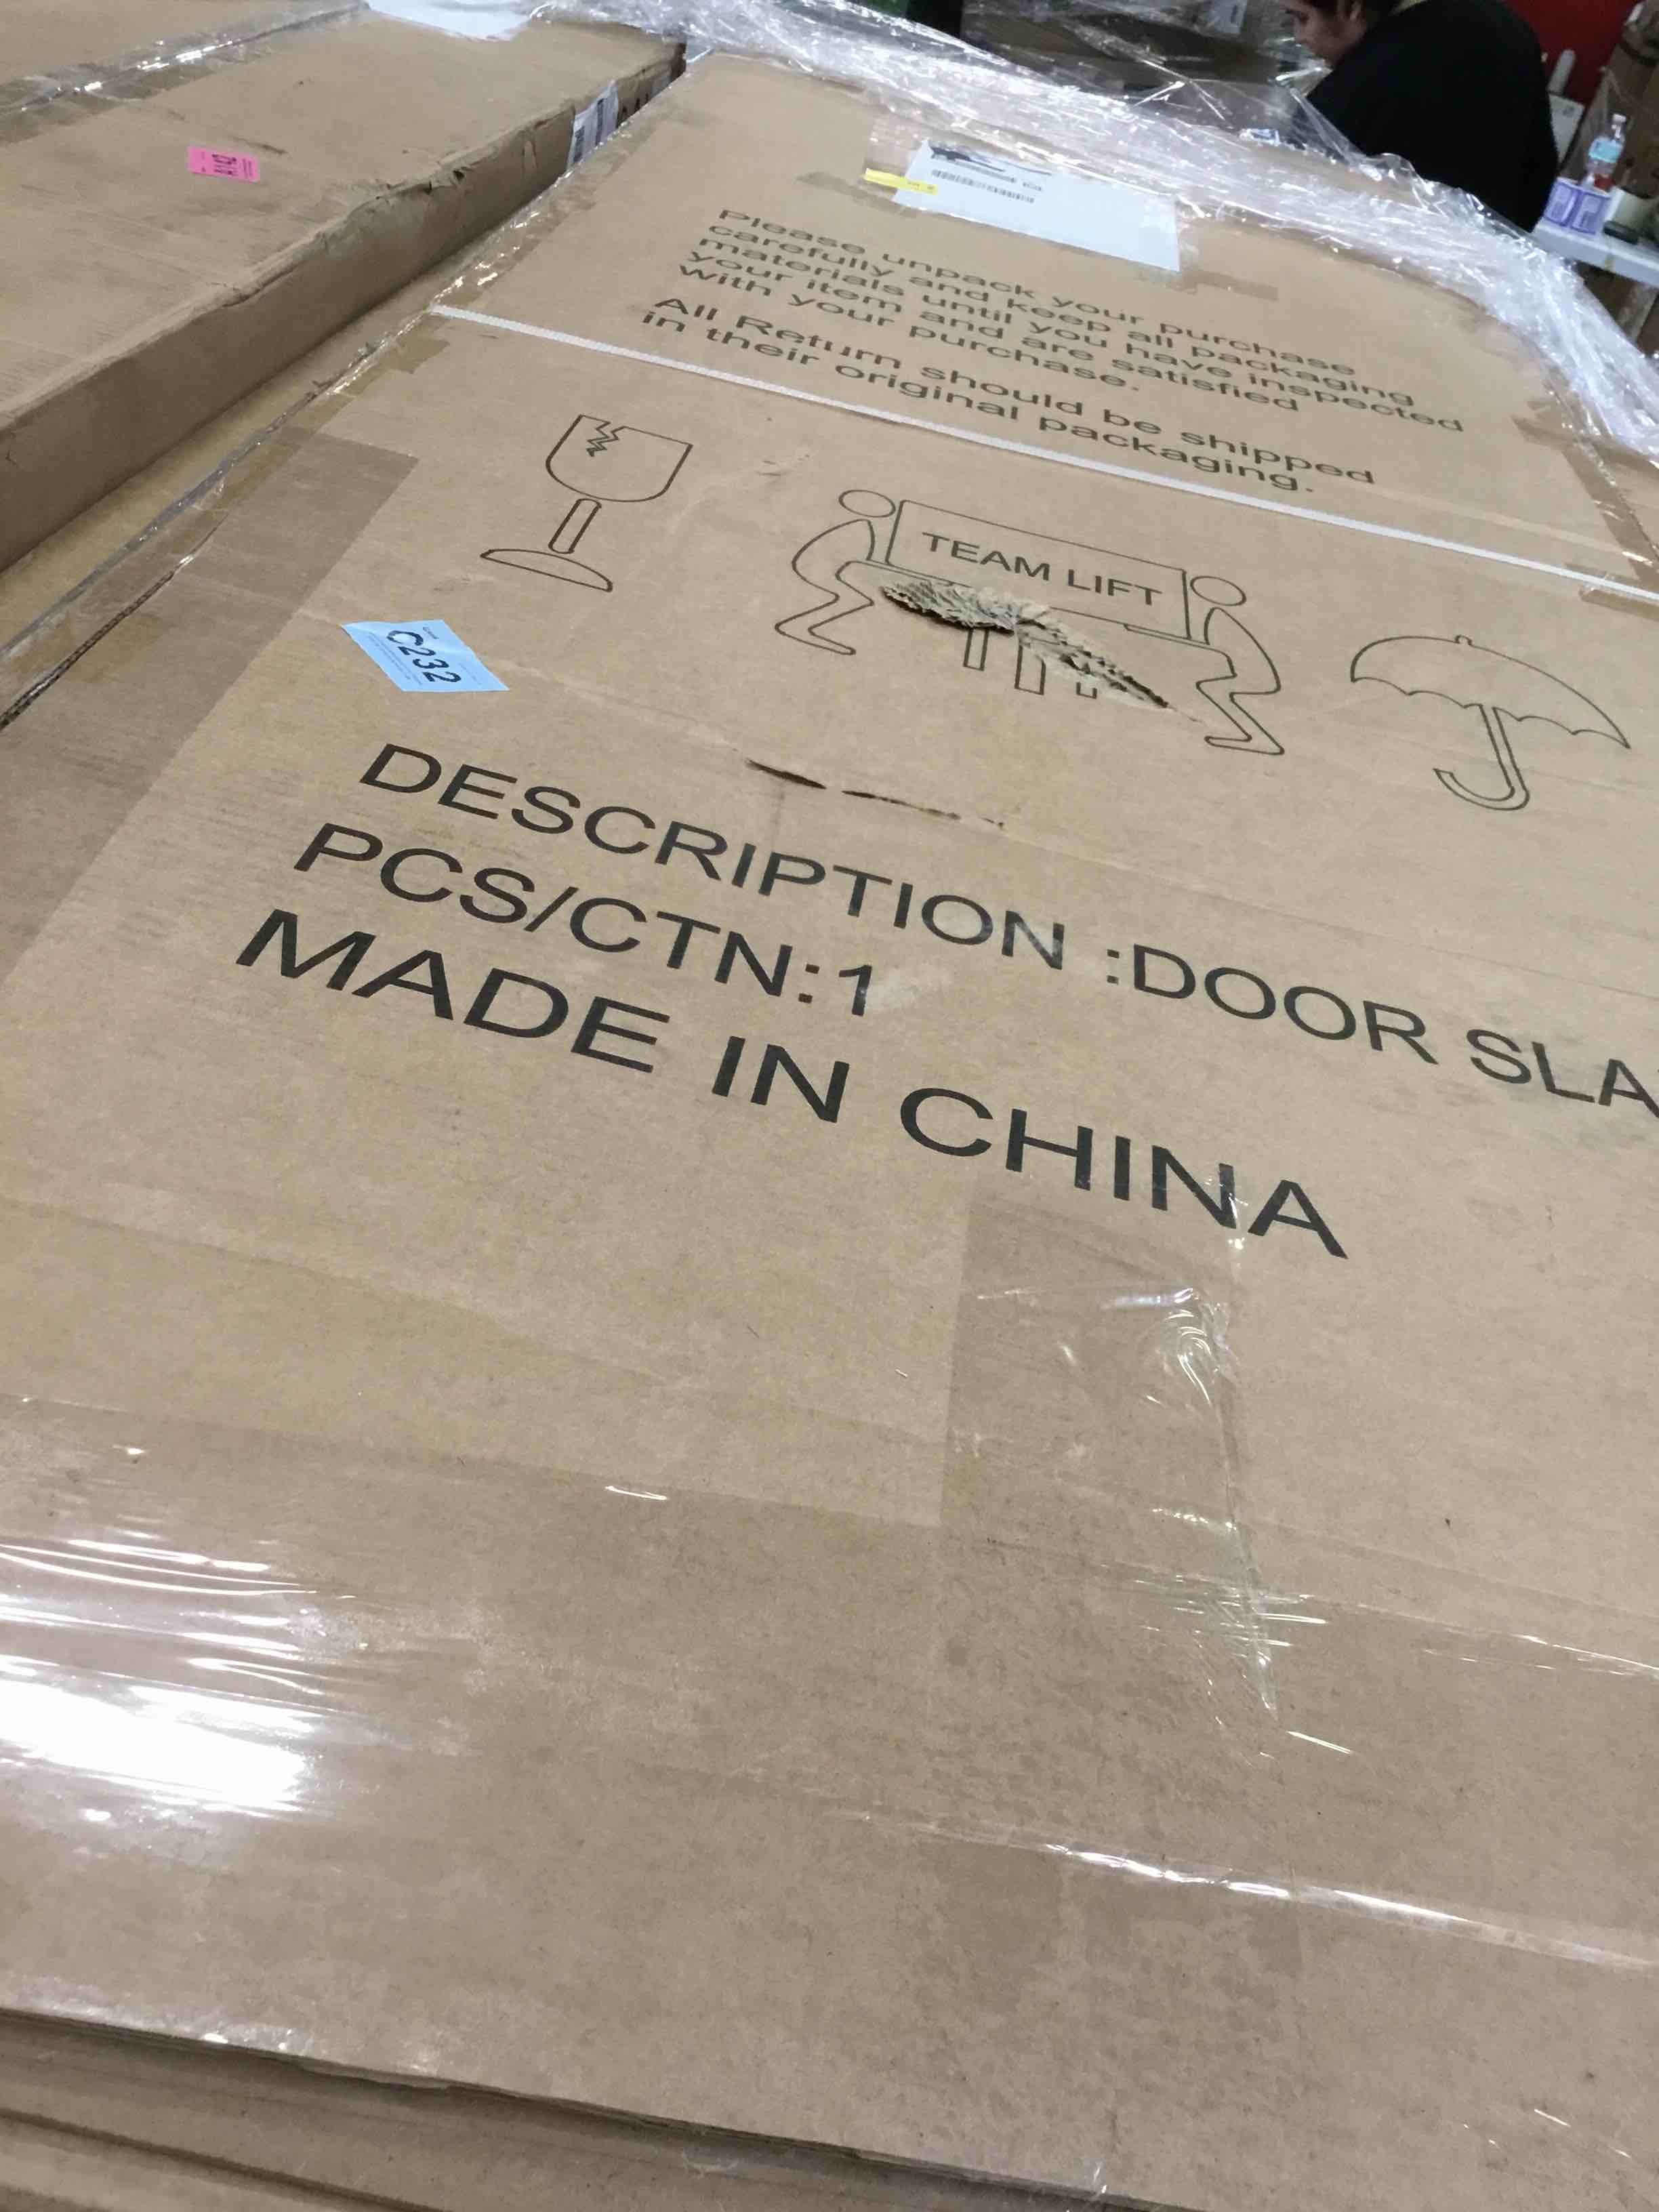 Please unpack your purchase
carefully and keep all packaging
materials until you have inspected
your item and are satisfied
with your purchase.
All Return should be shipped
in their original packaging.
TEAM LIFT
C232
DESCRIPTION :DOOR SLA
PCS/CTN:1
MADE IN CHINA